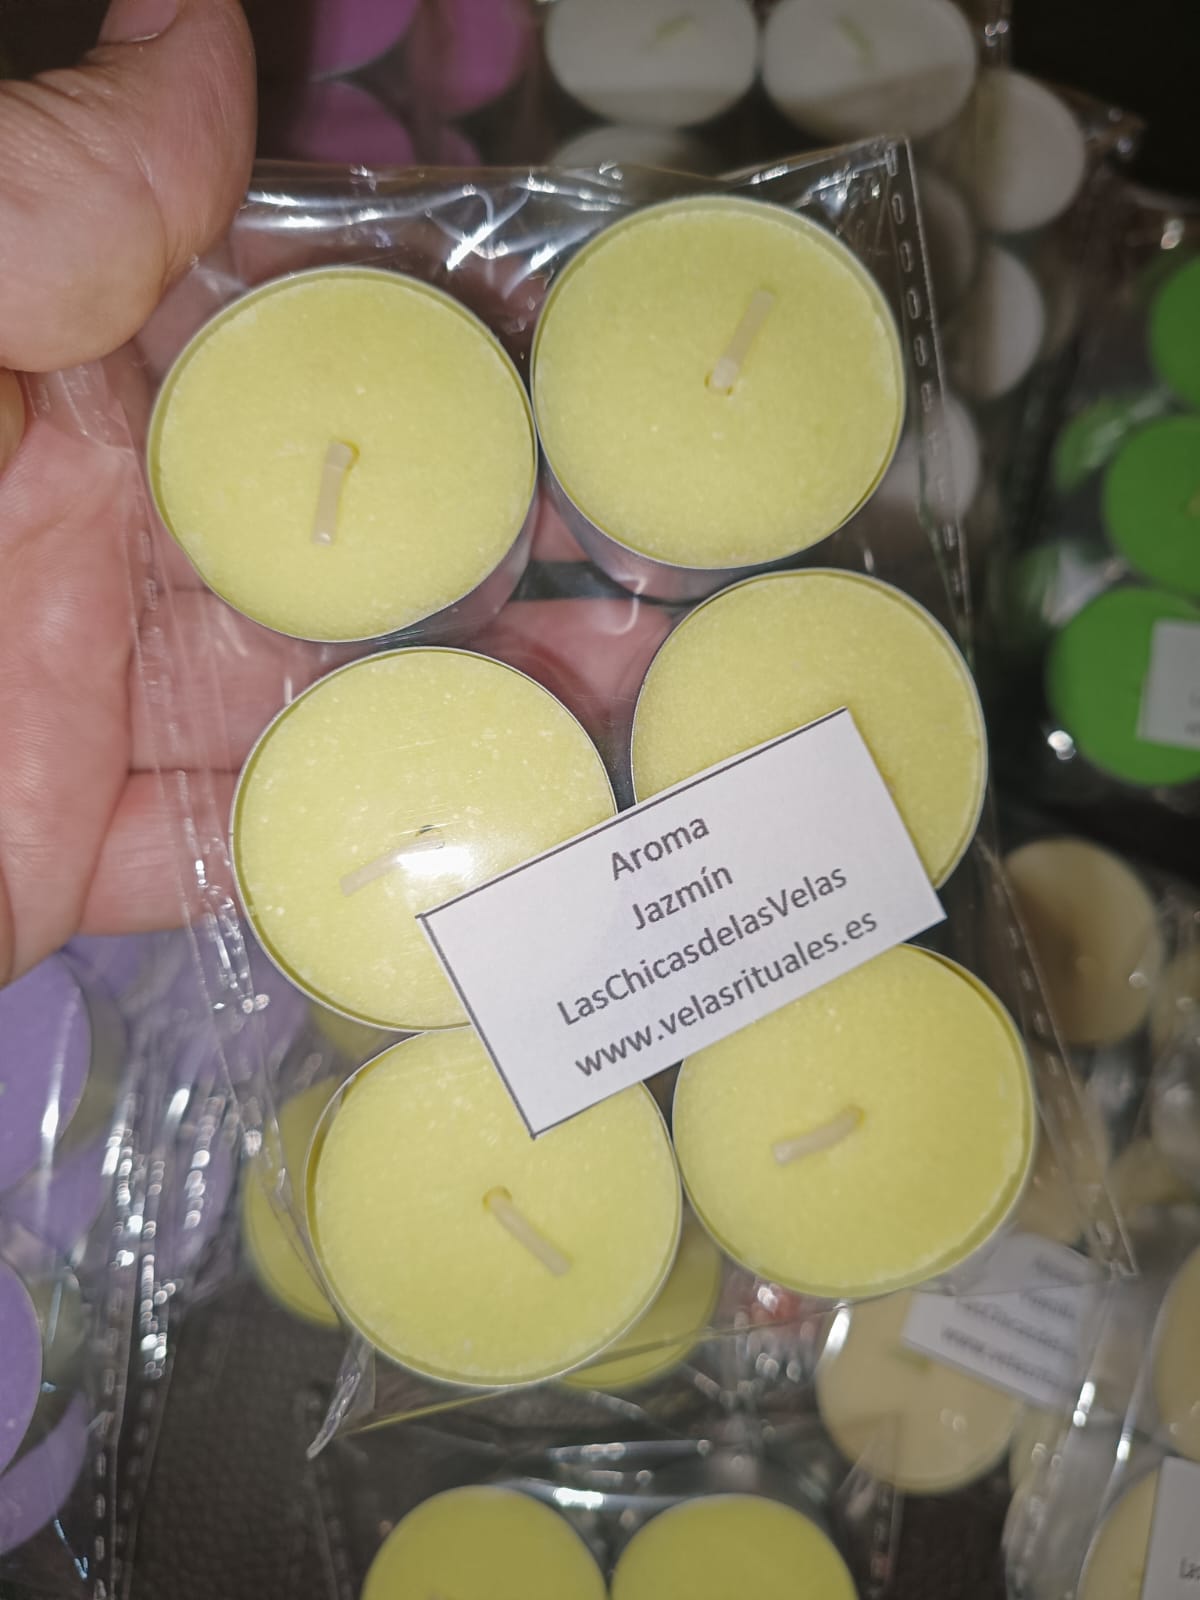 Aroma
Jazmín
LasChicasdelasVelas
www.velasrituales.es